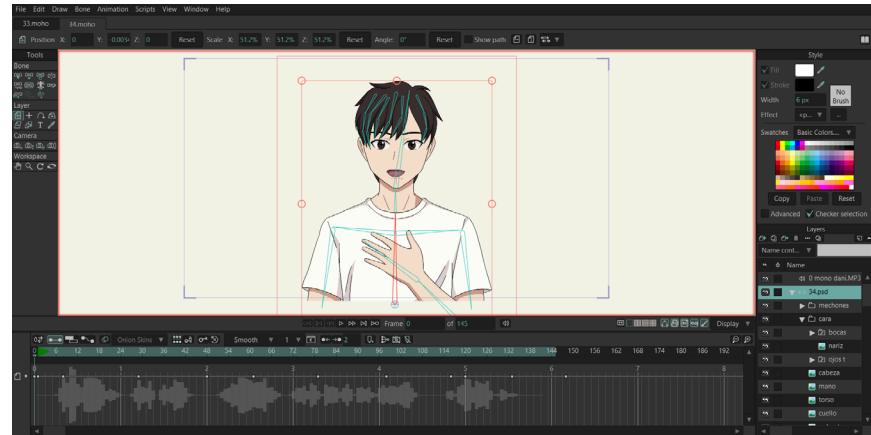 File Edit Draw Bone Animation Scripts View Window Help
33.moho 34.moho
Position X: 0 Y: -0.0034 Z: 0 Reset Scale X: 51.2% Y: 51.2% Z: 51.2% Reset Angle: 0° Reset Show path
Tools
Bone
Layer
Camera
Workspace
Style
Fill
Stroke
No Brush
Width 6 px
Effect <p...
Swatches Basic Colors...
Copy Paste Reset
Advanced Checker selection
Layers
Name cont...
Name
0 mono dani.MP3
34.psd
mechones
cara
bocas
nariz
ojos t
cabeza
mano
torso
cuello
Frame 0 of 145 Display
Onion Skins Smooth 1 2
0 6 12 18 24 30 36 42 48 54 60 66 72 78 84 90 96 102 108 114 120 126 132 138 144 150 156 162 168 174 180 186 192
0 1 2 3 4 5 6 7 8